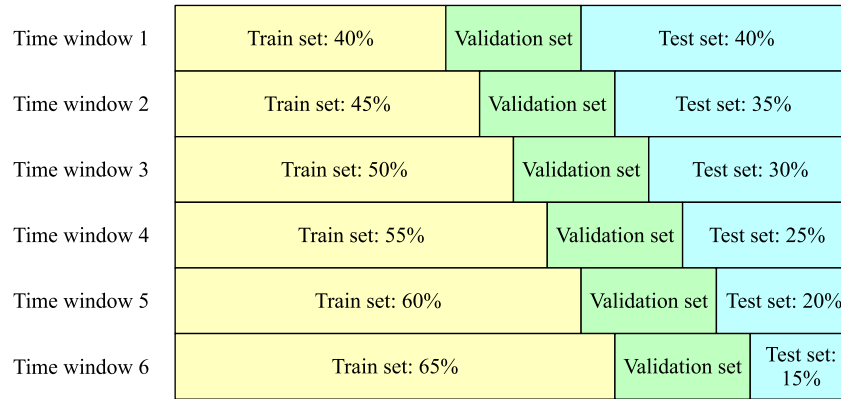 Time window 1 Train set: 40% Validation set Test set: 40%
Time window 2 Train set: 45% Validation set Test set: 35%
Time window 3 Train set: 50% Validation set Test set: 30%
Time window 4 Train set: 55% Validation set Test set: 25%
Time window 5 Train set: 60% Validation set Test set: 20%
Time window 6 Train set: 65% Validation set Test set:
15%